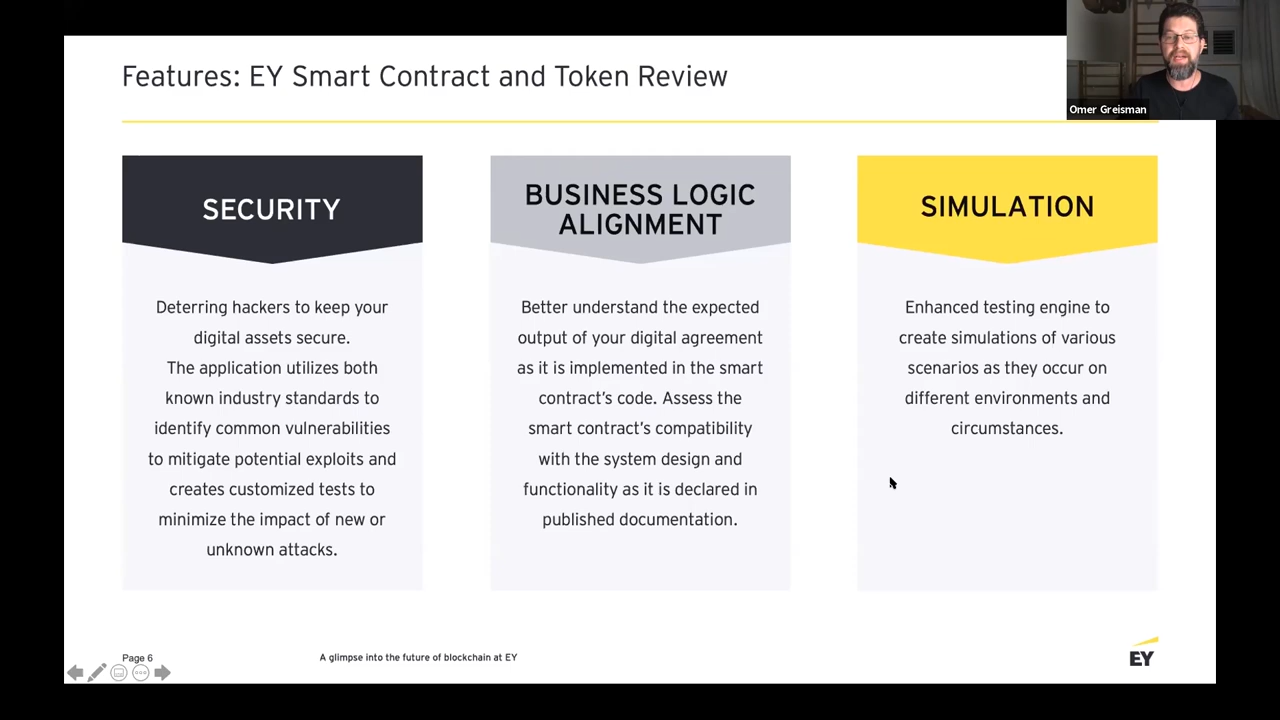 Features: EY Smart Contract and Token Review
Omer Greisman
SECURITY
Deterring hackers to keep your
digital assets secure.
The application utilizes both
known industry standards to
identify common vulnerabilities
to mitigate potential exploits and
creates customized tests to
minimize the impact of new or
unknown attacks.
BUSINESS LOGIC
ALIGNMENT
Better understand the expected
output of your digital agreement
as it is implemented in the smart
contract’s code. Assess the
smart contract’s compatibility
with the system design and
functionality as it is declared in
published documentation.
SIMULATION
Enhanced testing engine to
create simulations of various
scenarios as they occur on
different environments and
circumstances.
Page 6
A glimpse into the future of blockchain at EY
EY